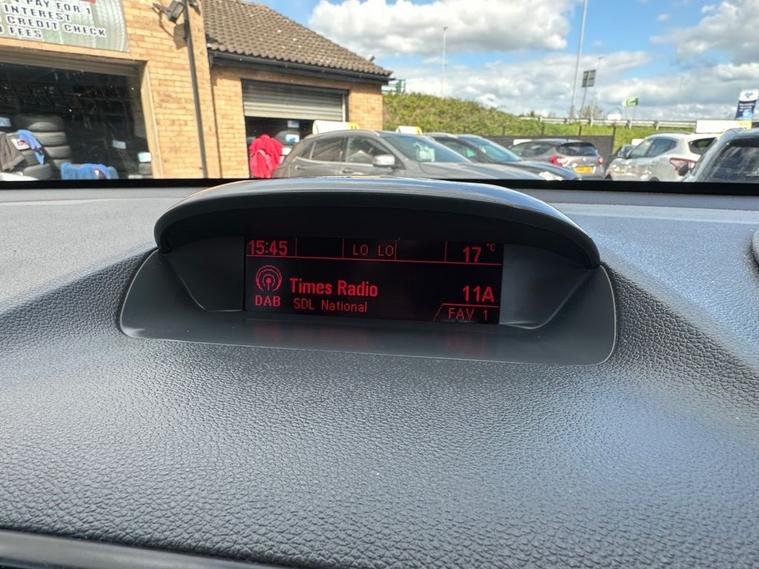 PAY FOR 1
INTEREST
CREDIT CHECK
FEES
15:45 LO LO 17 °C
DAB Times Radio 11A
SDL National FAV 1